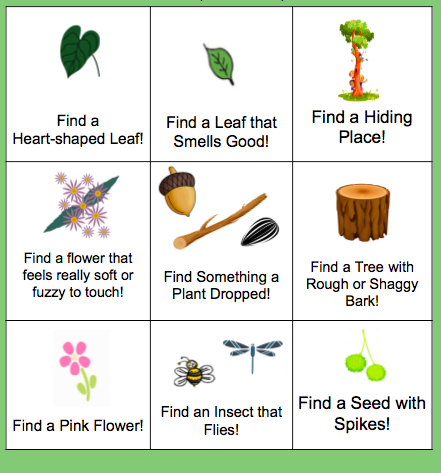 Find a
Heart-shaped Leaf!
Find a Leaf that
Smells Good!
Find a Hiding
Place!
Find a flower that
feels really soft or
fuzzy to touch!
Find Something a
Plant Dropped!
Find a Tree with
Rough or Shaggy
Bark!
Find a Pink Flower!
Find an Insect that
Flies!
Find a Seed with
Spikes!